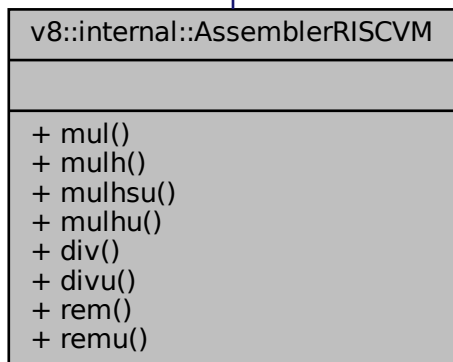 v8::internal::AssemblerRISCVM
+ mul()
+ mulh()
+ mulhsu()
+ mulhu()
+ div()
+ divu()
+ rem()
+ remu()